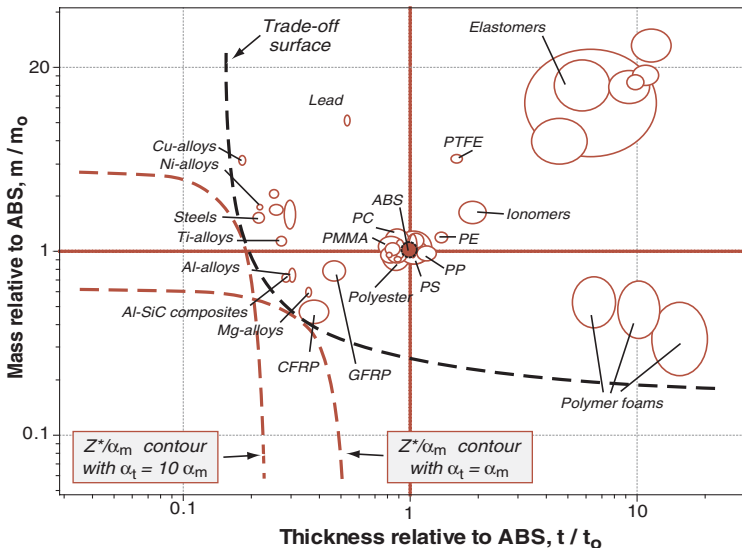 Trade-off
surface
Elastomers
20
Lead
Cu-alloys
PTFE
Ni-alloys
ABS
Steels
PC
Ionomers
Ti-alloys
PMMA
PE
1
Al-alloys
PP
Polyester
PS
Al-SiC composites
Mg-alloys
CFRP
GFRP
Polymer foams
0.1
Z*/αm contour
with αt = 10 αm
Z*/αm contour
with αt = αm
0.1
1
10
Mass relative to ABS, m / mo
Thickness relative to ABS, t / to